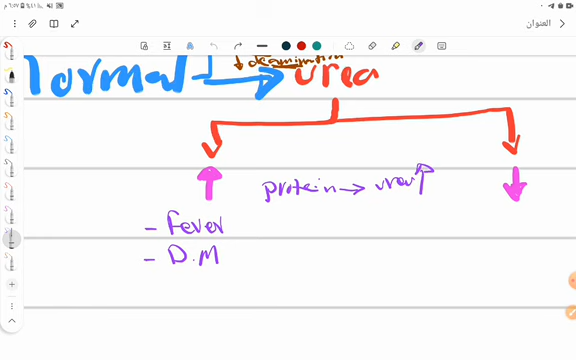 العنوان
deamination
normal → urea
protein → urea ↑
- Fever
- D.M